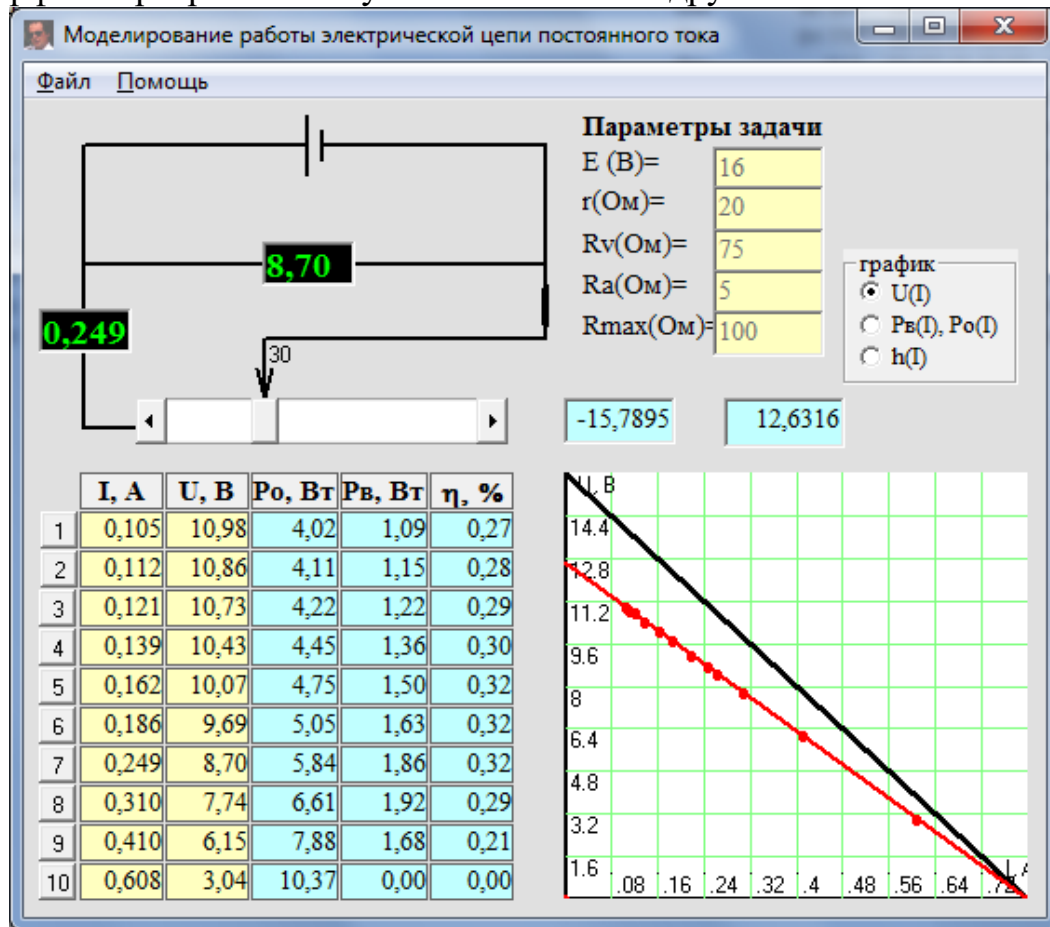 Моделирование работы электрической цепи постоянного тока
Файл Помощь
Параметры задачи
E (В)= 16
r(Ом)= 20
Rv(Ом)= 75
Ra(Ом)= 5
Rmax(Ом)= 100
график
U(I)
Pв(I), Po(I)
h(I)
8,70
0,249
30
-15,7895 12,6316
I, А U, В Po, Вт Pв, Вт η, %
1 0,105 10,98 4,02 1,09 0,27
2 0,112 10,86 4,11 1,15 0,28
3 0,121 10,73 4,22 1,22 0,29
4 0,139 10,43 4,45 1,36 0,30
5 0,162 10,07 4,75 1,50 0,32
6 0,186 9,69 5,05 1,63 0,32
7 0,249 8,70 5,84 1,86 0,32
8 0,310 7,74 6,61 1,92 0,29
9 0,410 6,15 7,88 1,68 0,21
10 0,608 3,04 10,37 0,00 0,00
U, В
14.4
12.8
11.2
9.6
8
6.4
4.8
3.2
1.6
.08 .16 .24 .32 .4 .48 .56 .64 .72
I, А